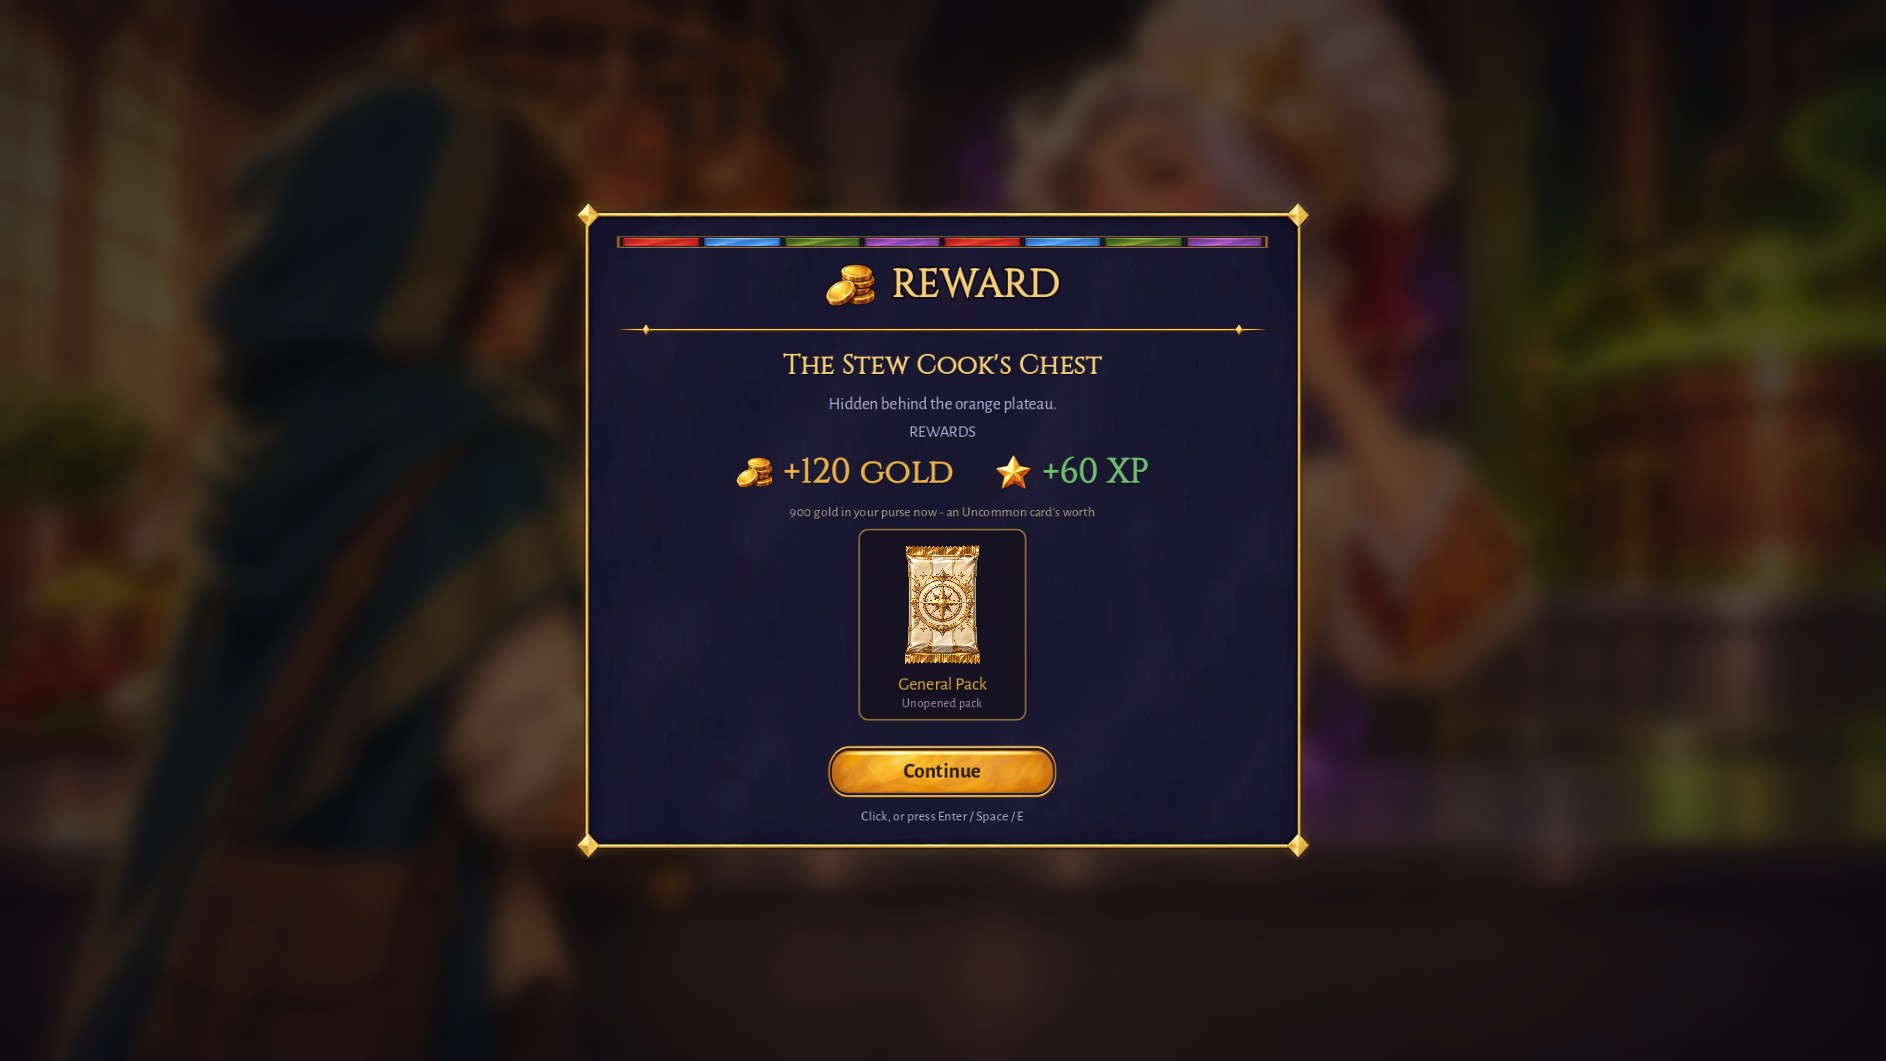 REWARD
The Stew Cook's Chest
Hidden behind the orange plateau.
REWARDS
+120 GOLD +60 XP
900 gold in your purse now - an Uncommon card's worth
General Pack
Unopened pack
Continue
Click, or press Enter / Space / E